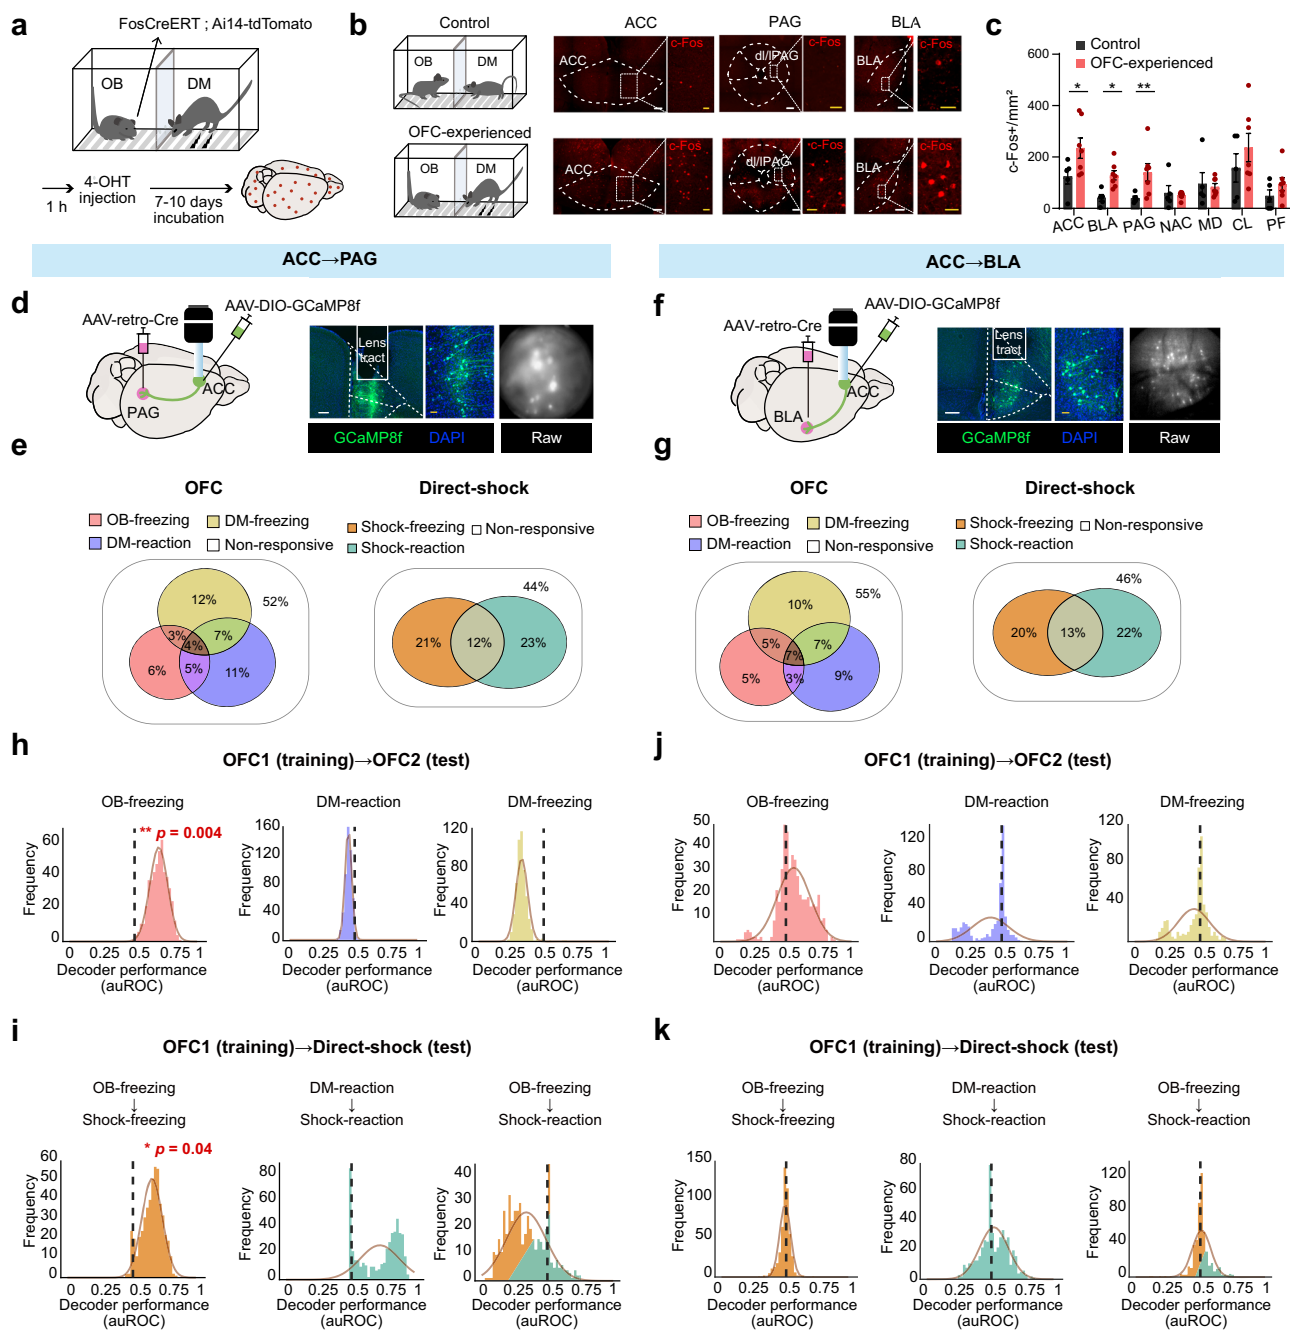 a
FosCreERT ; Ai14-tdTomato
OB
DM
1 h
4-OHT
injection
7-10 days
incubation
b
Control
OB
DM
OFC-experienced
OB
DM
ACC
PAG
BLA
ACC
c-Fos
dl/lPAG
c-Fos
BLA
c-Fos
ACC
c-Fos
dl/lPAG
c-Fos
BLA
c-Fos
c
Control
OFC-experienced
c-Fos+/mm²
600
400
200
0
*
*
**
ACC
BLA
PAG
NAC
MD
CL
PF
ACC→PAG
ACC→BLA
d
AAV-retro-Cre
AAV-DIO-GCaMP8f
ACC
PAG
Lens
tract
GCaMP8f
DAPI
Raw
f
AAV-retro-Cre
AAV-DIO-GCaMP8f
ACC
BLA
Lens
tract
GCaMP8f
DAPI
Raw
e
OFC
OB-freezing
DM-freezing
DM-reaction
Non-responsive
12%
52%
3%
4%
7%
6%
5%
11%
Direct-shock
Shock-freezing
Non-responsive
Shock-reaction
44%
21%
12%
23%
g
OFC
OB-freezing
DM-freezing
DM-reaction
Non-responsive
10%
55%
5%
7%
7%
5%
3%
9%
Direct-shock
Shock-freezing
Non-responsive
Shock-reaction
46%
20%
13%
22%
h
OFC1 (training)→OFC2 (test)
OB-freezing
** p = 0.004
Frequency
60
50
40
30
20
10
0
0 0.25 0.5 0.75 1
Decoder performance
(auROC)
DM-reaction
160
120
80
40
0
0 0.25 0.5 0.75 1
Decoder performance
(auROC)
DM-freezing
Frequency
120
80
40
0
0 0.25 0.5 0.75 1
Decoder performance
(auROC)
j
OFC1 (training)→OFC2 (test)
OB-freezing
Frequency
50
40
30
20
10
0 0.25 0.5 0.75 1
Decoder performance
(auROC)
DM-reaction
Frequency
120
80
40
0
0 0.25 0.5 0.75 1
Decoder performance
(auROC)
DM-freezing
Frequency
120
80
40
0 0.25 0.5 0.75 1
Decoder performance
(auROC)
i
OFC1 (training)→Direct-shock (test)
OB-freezing
↓
Shock-freezing
* p = 0.04
Frequency
60
50
40
30
20
10
0
0 0.25 0.5 0.75 1
Decoder performance
(auROC)
DM-reaction
↓
Shock-reaction
80
60
40
20
0
0 0.25 0.5 0.75 1
Decoder performance
(auROC)
OB-freezing
↓
Shock-reaction
Frequency
40
30
20
10
0
0 0.25 0.5 0.75 1
Decoder performance
(auROC)
k
OFC1 (training)→Direct-shock (test)
OB-freezing
↓
Shock-freezing
Frequency
150
100
50
0
0 0.25 0.5 0.75 1
Decoder performance
(auROC)
DM-reaction
↓
Shock-reaction
Frequency
80
60
40
20
0
0 0.25 0.5 0.75 1
Decoder performance
(auROC)
OB-freezing
↓
Shock-reaction
Frequency
120
80
40
0
0 0.25 0.5 0.75 1
Decoder performance
(auROC)